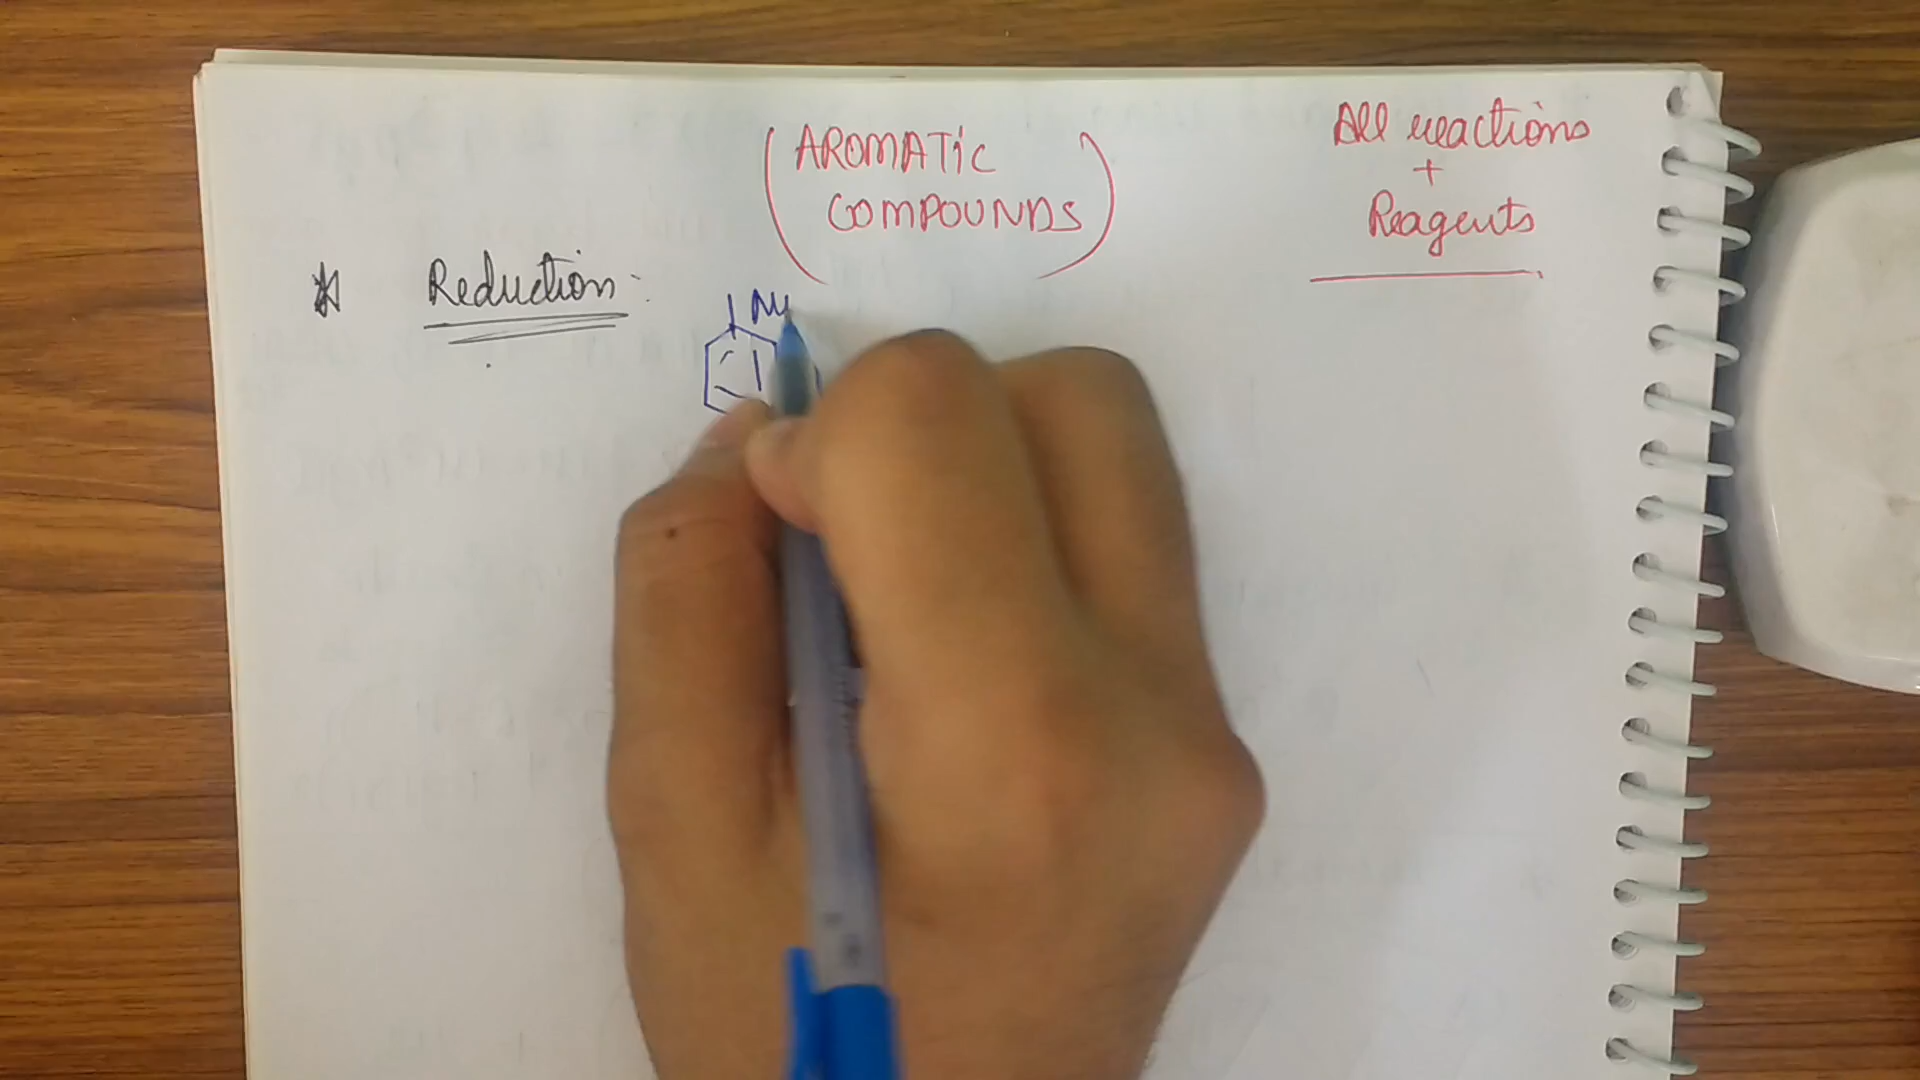 (AROMATiC
COMPOUNDS)
All reactions
+
Reagents
* Reduction: